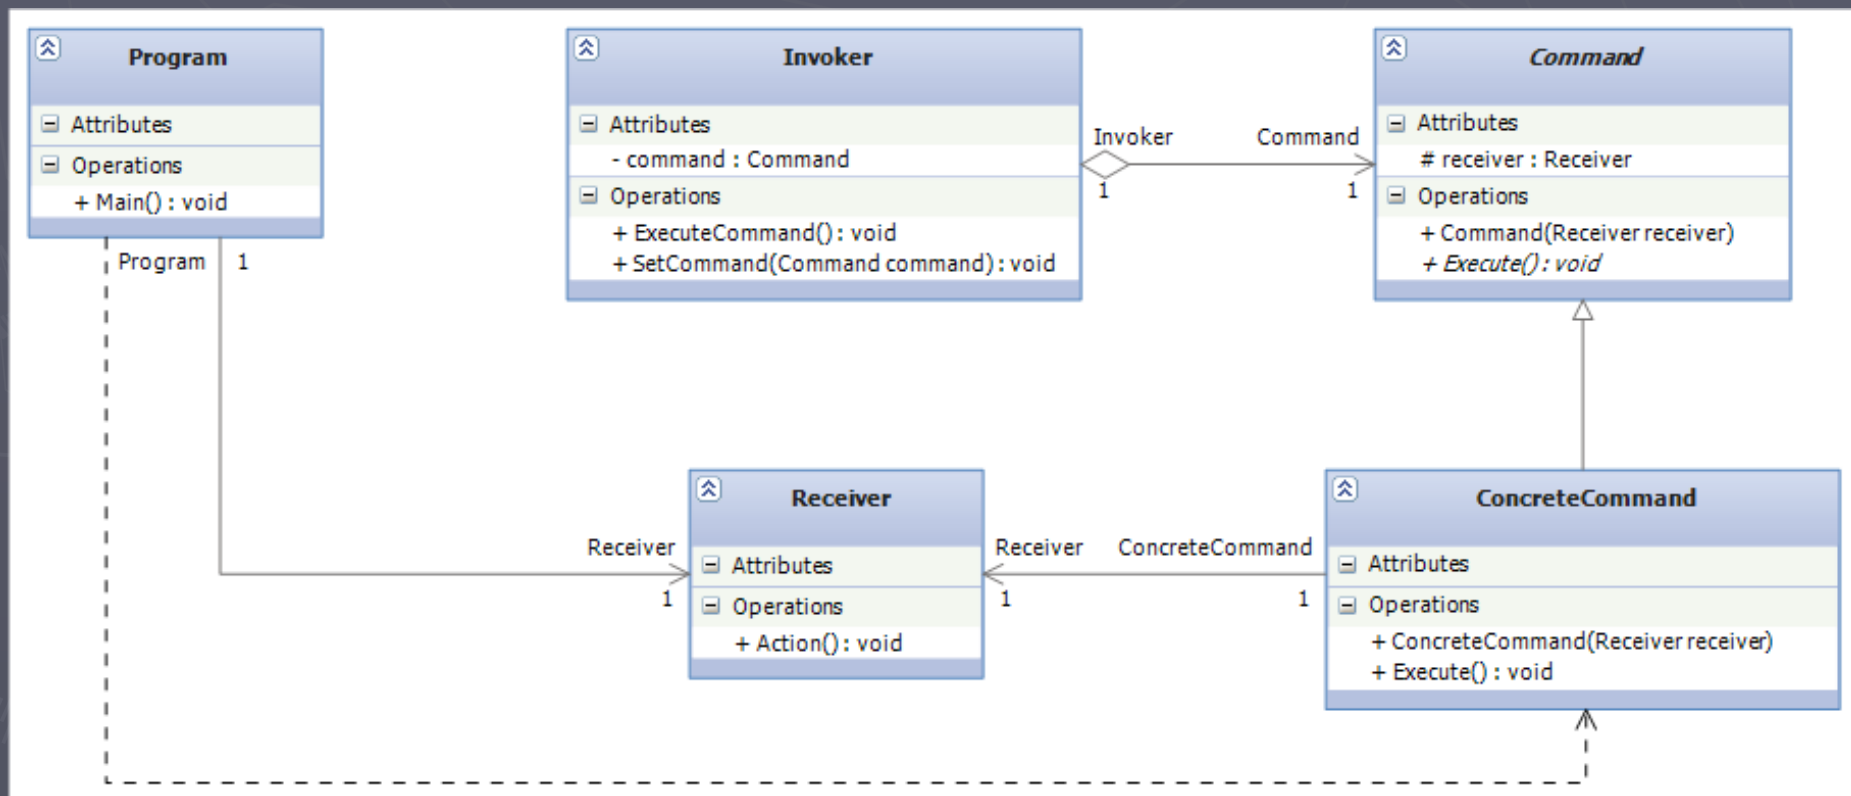 Program
Attributes
Operations
+ Main() : void
Invoker
Attributes
- command : Command
Operations
+ ExecuteCommand() : void
+ SetCommand(Command command) : void
Command
Attributes
# receiver : Receiver
Operations
+ Command(Receiver receiver)
+ Execute() : void
Invoker
Command
1
1
Program
1
Receiver
1
Receiver
Attributes
Operations
+ Action() : void
Receiver
ConcreteCommand
1
1
ConcreteCommand
Attributes
Operations
+ ConcreteCommand(Receiver receiver)
+ Execute() : void